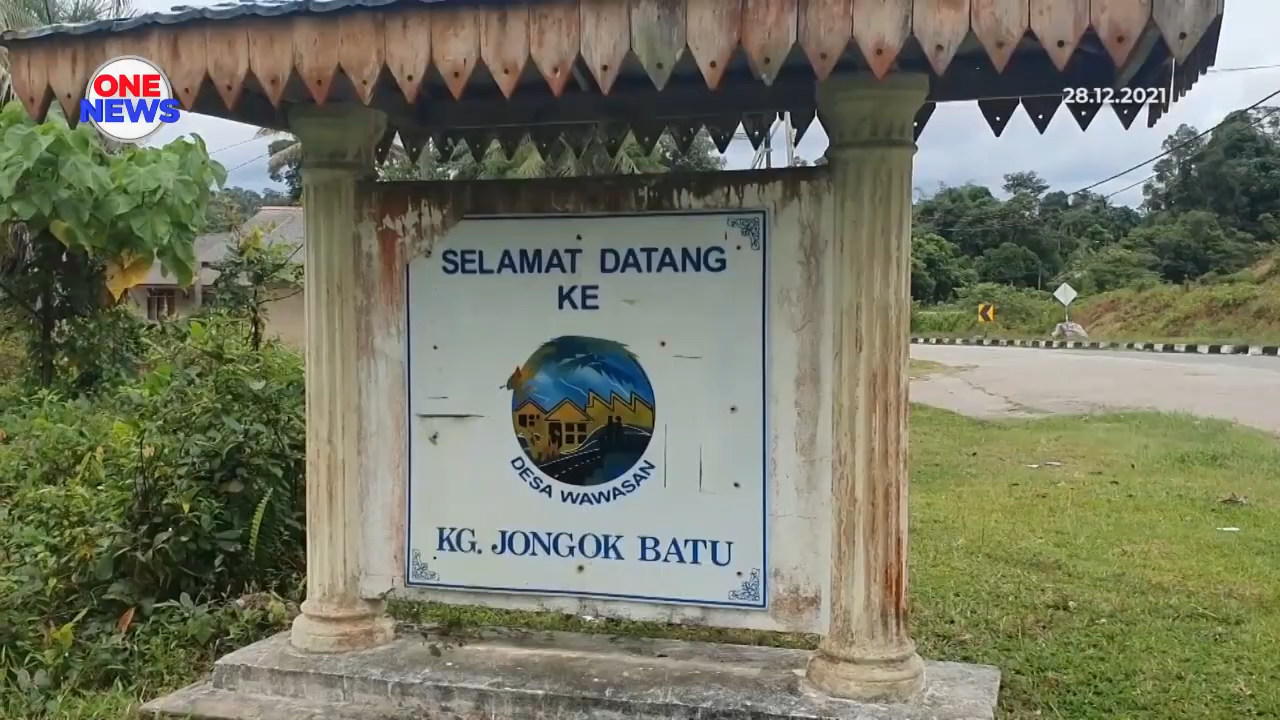 ONE
NEWS
28.12.2021
SELAMAT DATANG
KE
DESA WAWASAN
KG. JONGOK BATU